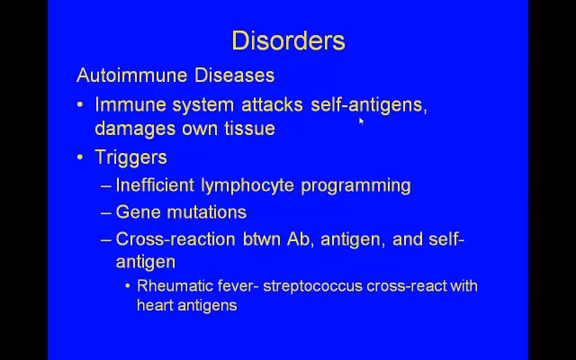 Disorders
Autoimmune Diseases
• Immune system attacks self-antigens,
damages own tissue
• Triggers
– Inefficient lymphocyte programming
– Gene mutations
– Cross-reaction btwn Ab, antigen, and self-
antigen
• Rheumatic fever- streptococcus cross-react with
heart antigens